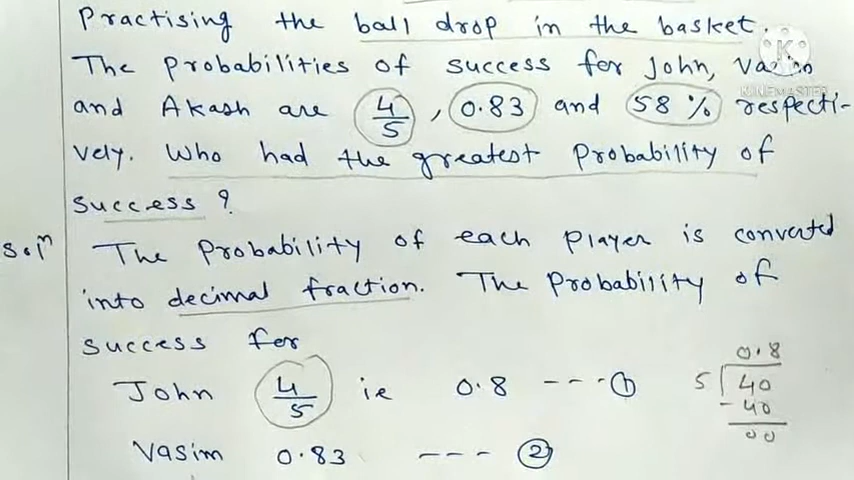 Practising the ball drop in the basket.
The probabilities of success for John, Vasim
and Akash are 4/5, 0.83 and 58 % respecti-
vely. Who had the greatest probability of
success ?
Solⁿ The probability of each player is converted
into decimal fraction. The probability of
success for
John 4/5 ie 0.8 --- ①
Vasim 0.83 ---- ②
0.8
5 40
- 40
00
K
KINEMASTER